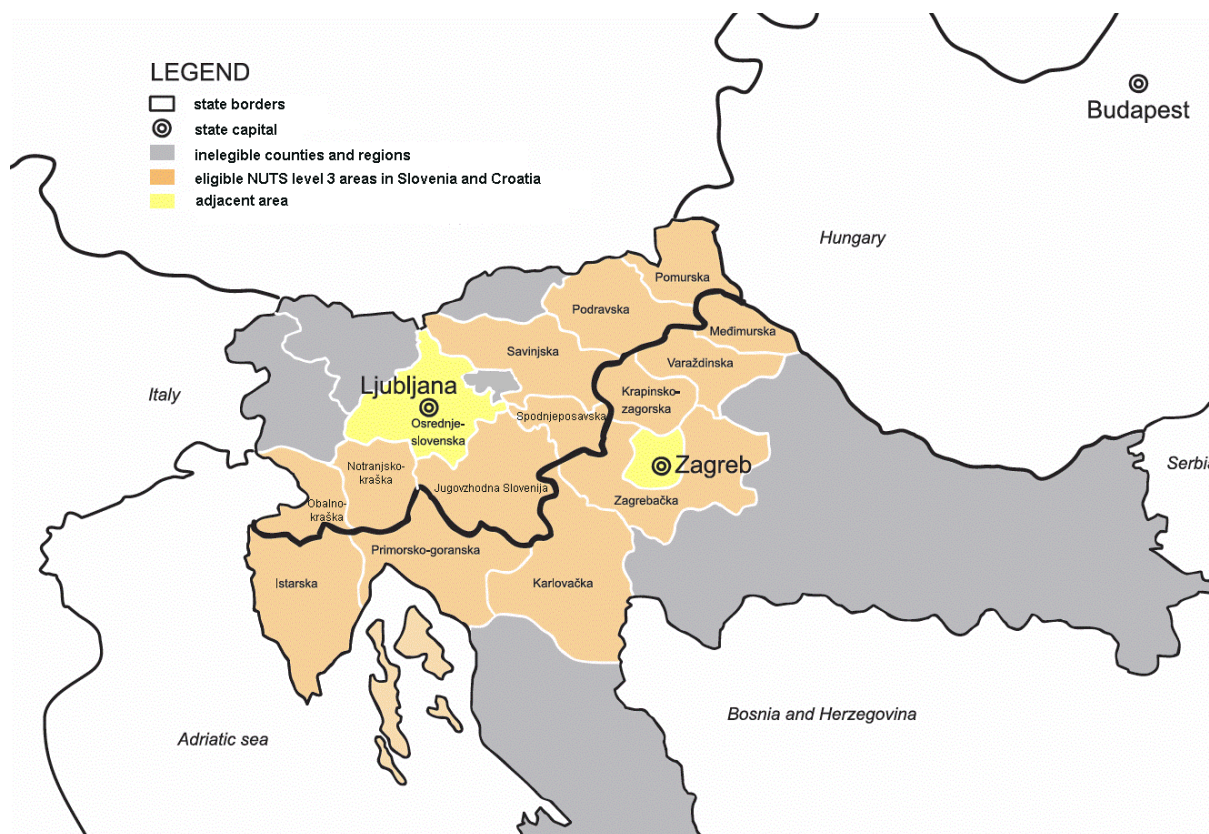 LEGEND
state borders
state capital
inelegible counties and regions
eligible NUTS level 3 areas in Slovenia and Croatia
adjacent area
Budapest
Hungary
Pomurska
Podravska
Međimurska
Savinjska
Varaždinska
Italy
Ljubljana
Krapinsko-
zagorska
Osrednje-
slovenska
Spodnjeposavska
Zagreb
Serbia
Notranjsko-
kraška
Jugovzhodna Slovenija
Zagrebačka
Obalno-
kraška
Primorsko-goranska
Istarska
Karlovačka
Bosnia and Herzegovina
Adriatic sea